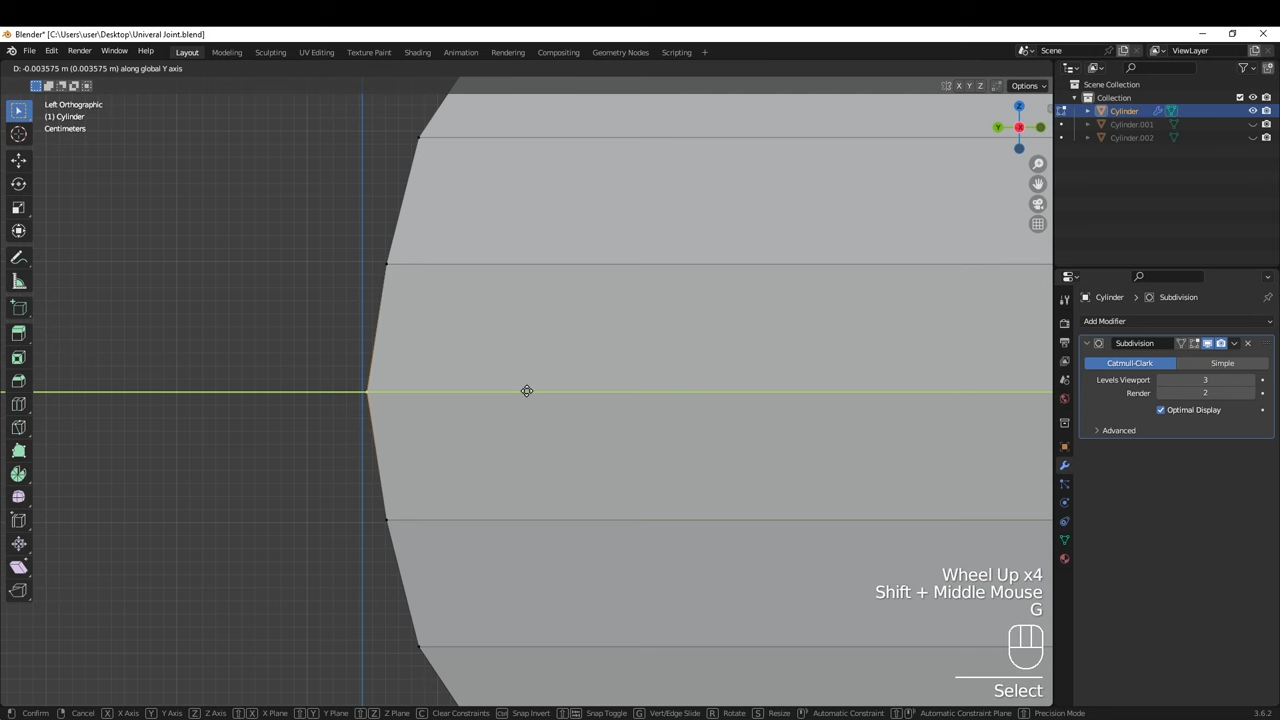 Blender* [C:\Users\user\Desktop\Univeral Joint.blend]
File Edit Render Window Help Layout Modeling Sculpting UV Editing Texture Paint Shading Animation Rendering Compositing Geometry Nodes Scripting + Scene ViewLayer
D: -0.003575 m (0.003575 m) along global Y axis
X Y Z Options
Left Orthographic
(1) Cylinder
Centimeters
Z
Y
X
Scene Collection
Collection
Cylinder
Cylinder.001
Cylinder.002
Cylinder > Subdivision
Add Modifier
Subdivision
Catmull-Clark Simple
Levels Viewport 3
Render 2
Optimal Display
Advanced
Wheel Up x4
Shift + Middle Mouse
G
Select
Confirm Cancel X X Axis Y Y Axis Z Z Axis X X Plane Y Y Plane Z Z Plane C Clear Constraints Snap Invert Snap Toggle G Vert/Edge Slide R Rotate S Resize Automatic Constraint Automatic Constraint Plane Precision Mode 3.6.2